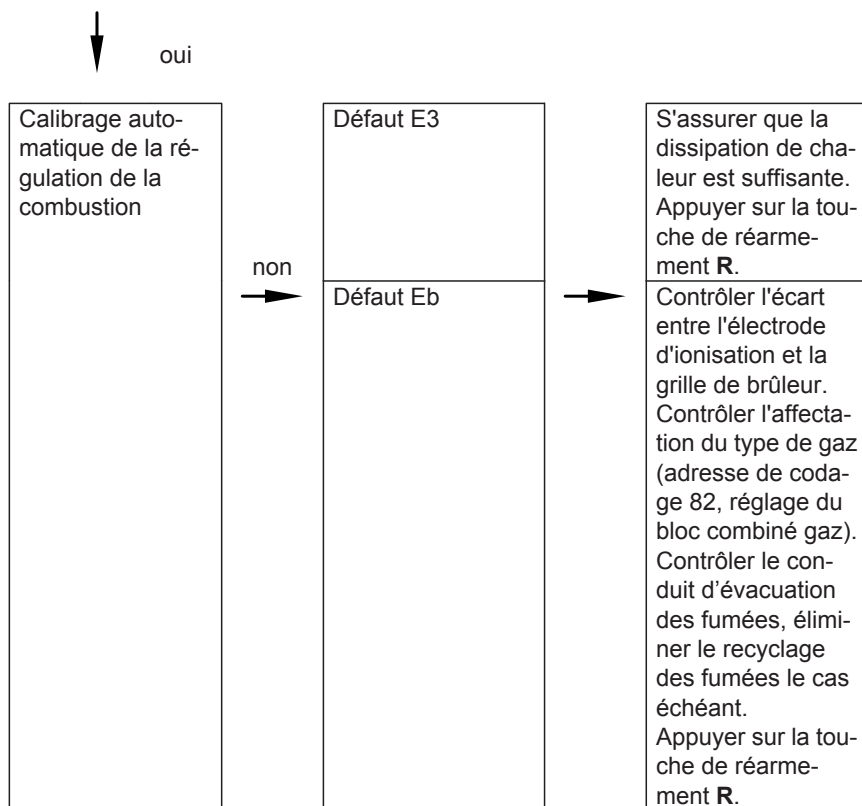 oui
Calibrage auto-
matique de la ré-
gulation de la
combustion
non
Défaut E3
S'assurer que la
dissipation de cha-
leur est suffisante.
Appuyer sur la tou-
che de réarme-
ment R.
Défaut Eb
Contrôler l'écart
entre l'électrode
d'ionisation et la
grille de brûleur.
Contrôler l'affecta-
tion du type de gaz
(adresse de coda-
ge 82, réglage du
bloc combiné gaz).
Contrôler le con-
duit d’évacuation
des fumées, élimi-
ner le recyclage
des fumées le cas
échéant.
Appuyer sur la tou-
che de réarme-
ment R.